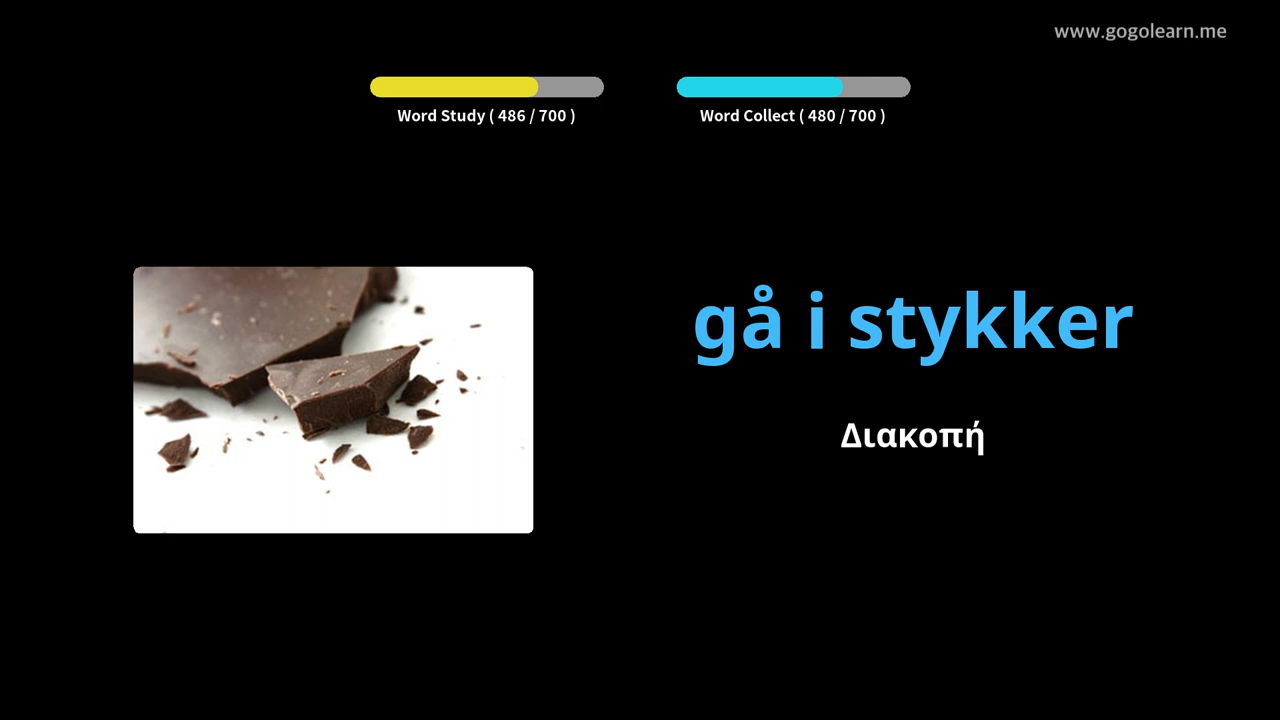 www.gogolearn.me
Word Study ( 486 / 700 )
Word Collect ( 480 / 700 )
gå i stykker
Διακοπή